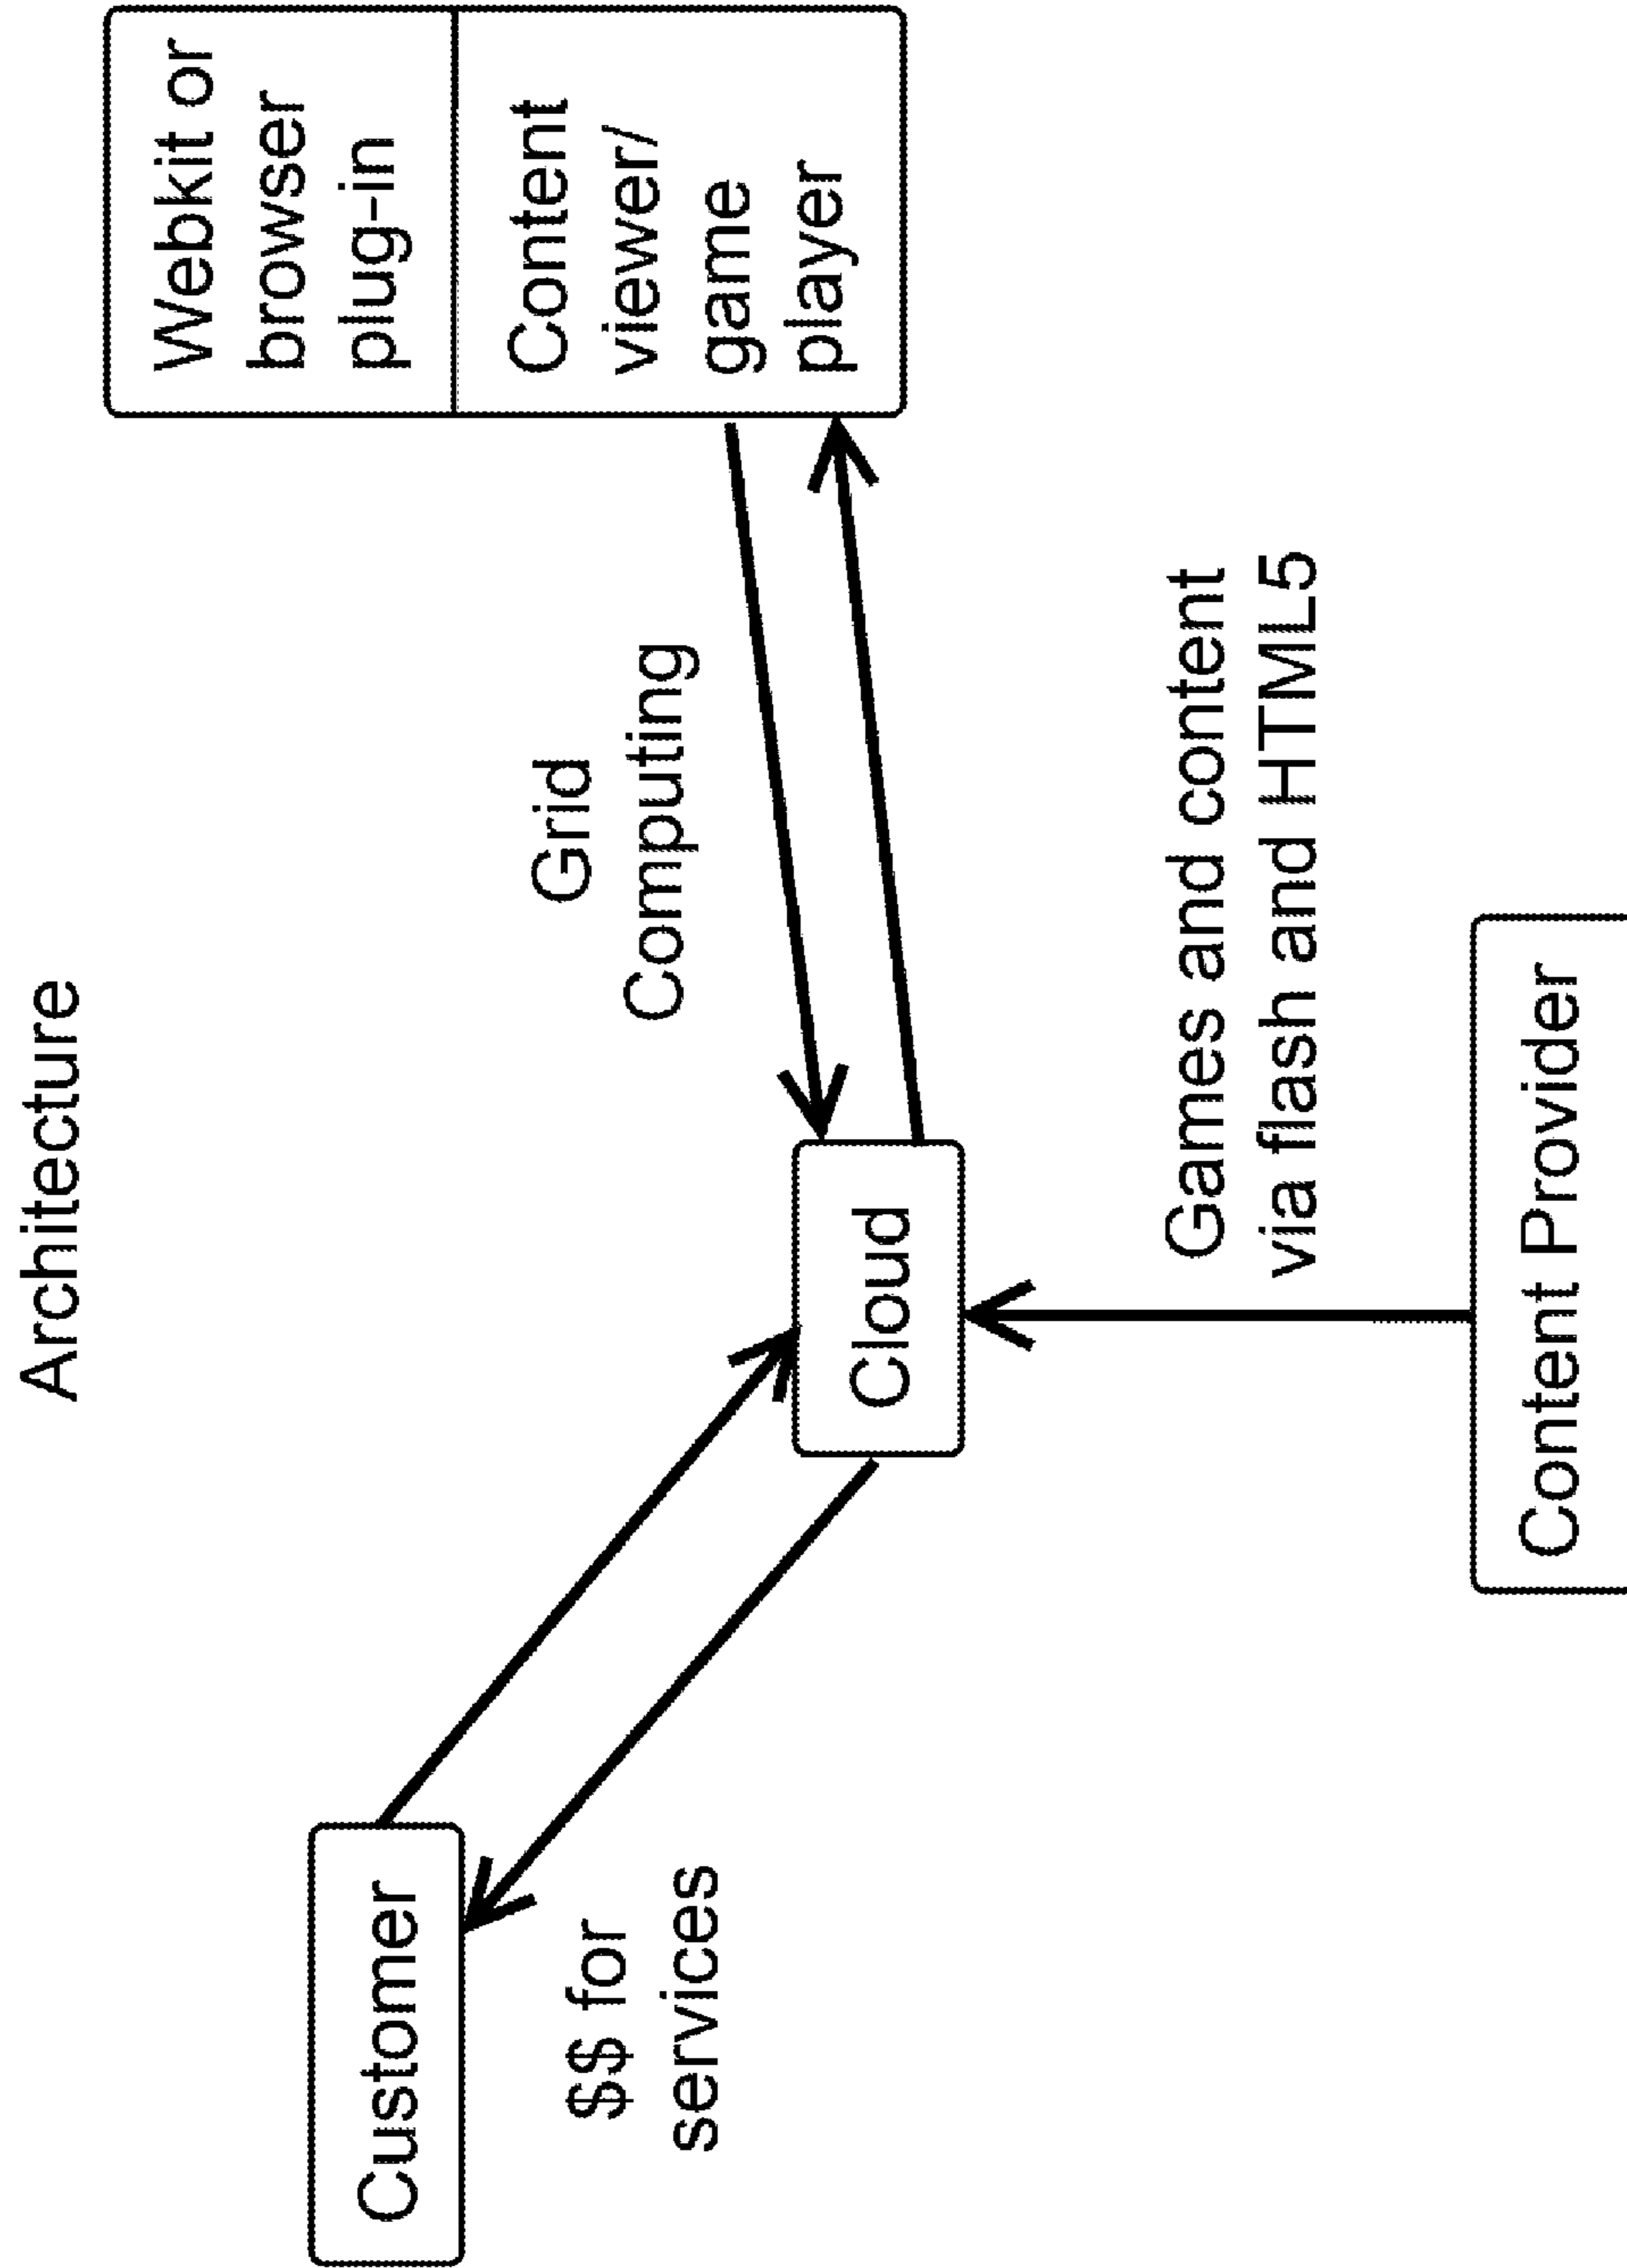 Architecture
Customer
$$ for
services
Cloud
Grid
Computing
Webkit or
browser
plug-in
Content
viewer/
game
player
Games and content
via flash and HTML5
Content Provider